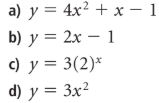 a) y = 4x² + x − 1
b) y = 2x − 1
c) y = 3(2)ˣ
d) y = 3x²